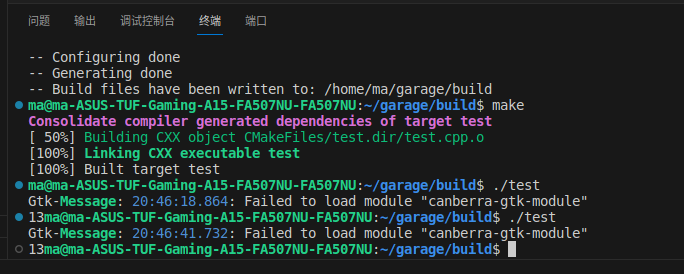 问题 输出 调试控制台 终端 端口
-- Configuring done
-- Generating done
-- Build files have been written to: /home/ma/garage/build
ma@ma-ASUS-TUF-Gaming-A15-FA507NU-FA507NU:~/garage/build$ make
Consolidate compiler generated dependencies of target test
[ 50%] Building CXX object CMakeFiles/test.dir/test.cpp.o
[100%] Linking CXX executable test
[100%] Built target test
ma@ma-ASUS-TUF-Gaming-A15-FA507NU-FA507NU:~/garage/build$ ./test
Gtk-Message: 20:46:18.864: Failed to load module "canberra-gtk-module"
13ma@ma-ASUS-TUF-Gaming-A15-FA507NU-FA507NU:~/garage/build$ ./test
Gtk-Message: 20:46:41.732: Failed to load module "canberra-gtk-module"
13ma@ma-ASUS-TUF-Gaming-A15-FA507NU-FA507NU:~/garage/build$